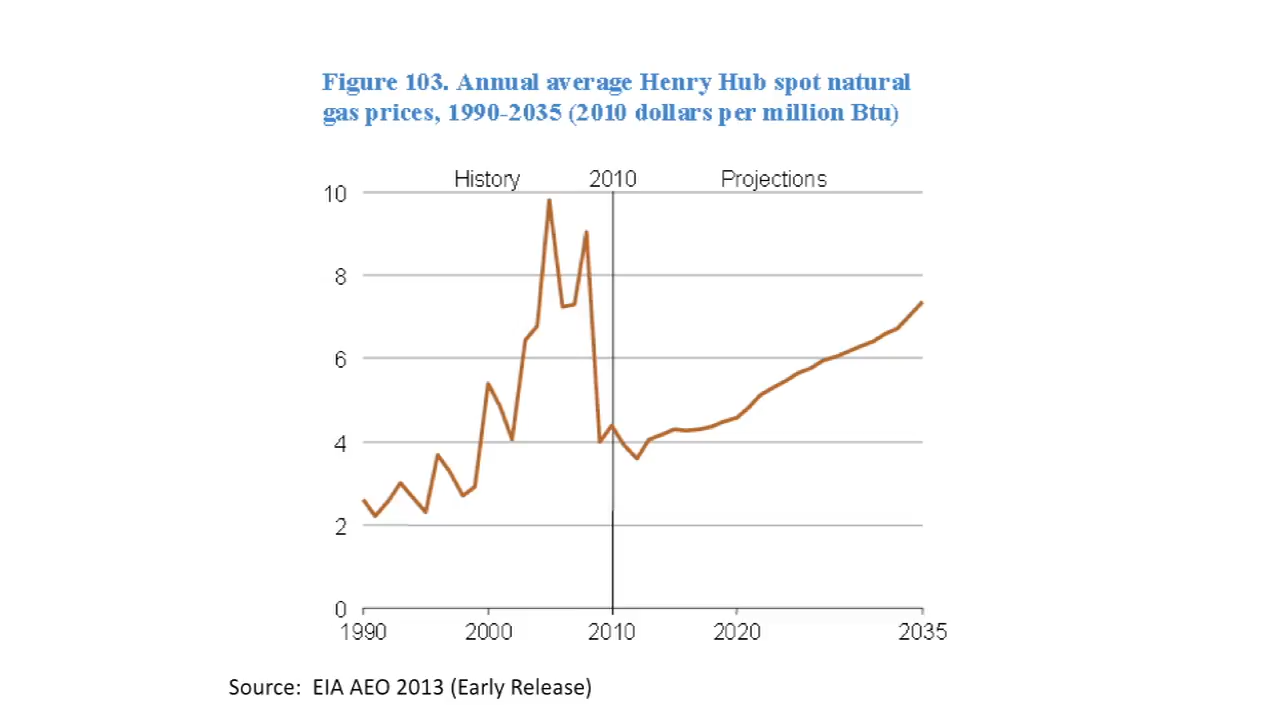 Figure 103. Annual average Henry Hub spot natural
gas prices, 1990-2035 (2010 dollars per million Btu)
History 2010 Projections
10
8
6
4
2
0
1990 2000 2010 2020 2035
Source: EIA AEO 2013 (Early Release)